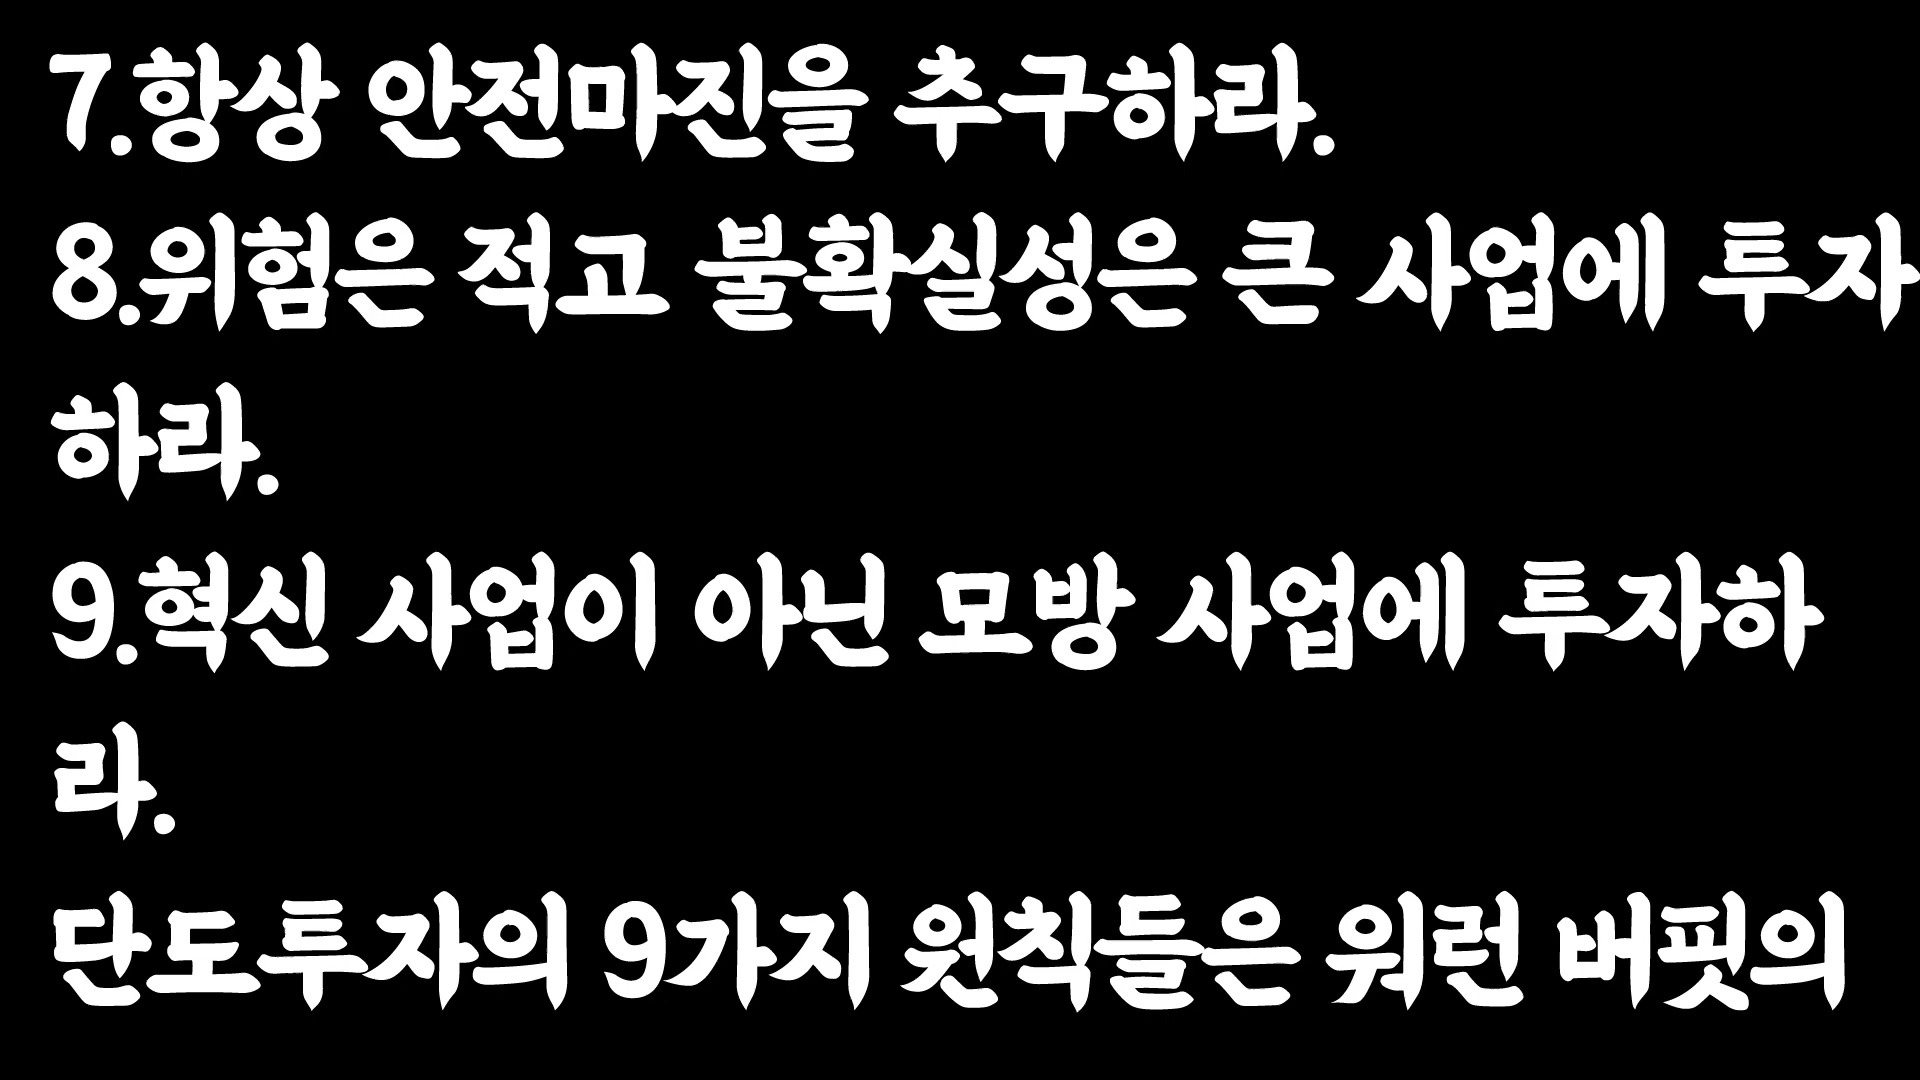 7.항상 안전마진을 추구하라.
8.위험은 적고 불확실성은 큰 사업에 투자
하라.
9.혁신 사업이 아닌 모방 사업에 투자하
라.
단도투자의 9가지 원칙들은 워런 버핏의